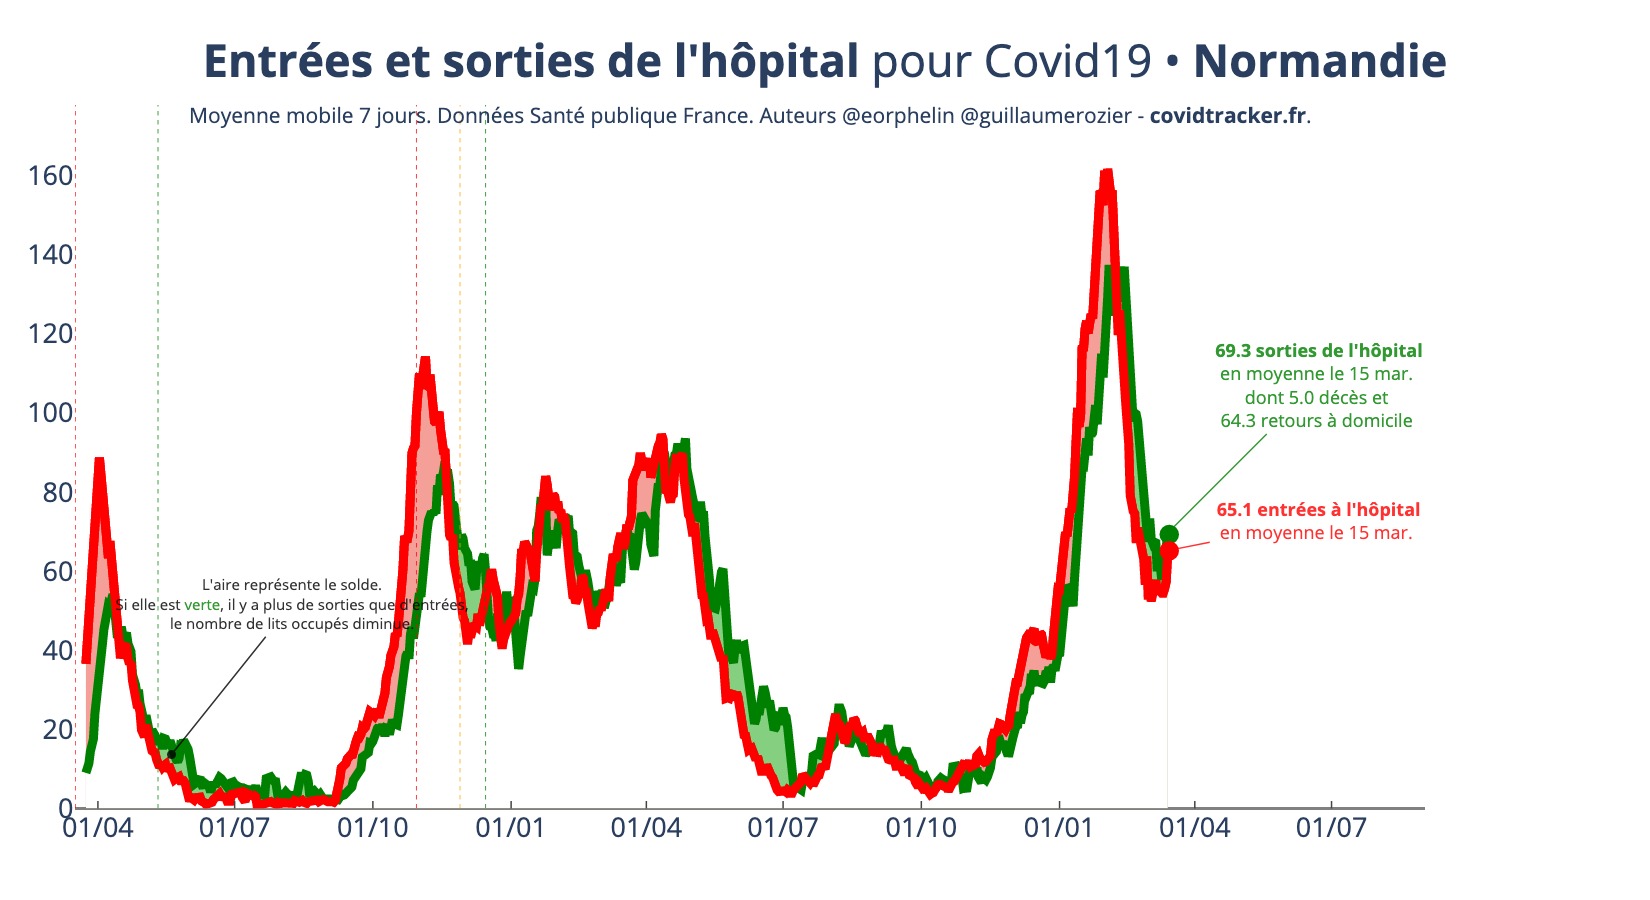 Entrées et sorties de l'hôpital pour Covid19 • Normandie
Moyenne mobile 7 jours. Données Santé publique France. Auteurs @eorphelin @guillaumerozier - covidtracker.fr.
160
140
120
100
80
60
40
20
0
69.3 sorties de l'hôpital
en moyenne le 15 mar.
dont 5.0 décès et
64.3 retours à domicile
65.1 entrées à l'hôpital
en moyenne le 15 mar.
L'aire représente le solde.
Si elle est verte, il y a plus de sorties que d'entrées,
le nombre de lits occupés diminue.
01/04 01/07 01/10 01/01 01/04 01/07 01/10 01/01 01/04 01/07